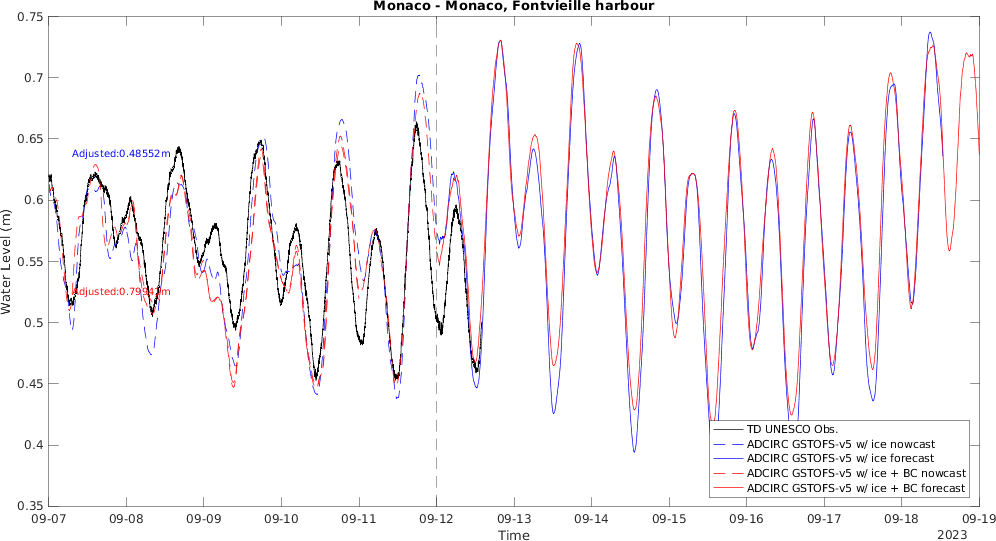 Monaco - Monaco, Fontvieille harbour
Water Level (m)
0.75
0.7
0.65
0.6
0.55
0.5
0.45
0.4
0.35
Adjusted:0.48552m
TD UNESCO Obs.
ADCIRC GSTOFS-v5 w/ ice nowcast
ADCIRC GSTOFS-v5 w/ ice forecast
ADCIRC GSTOFS-v5 w/ ice + BC nowcast
ADCIRC GSTOFS-v5 w/ ice + BC forecast
09-07 09-08 09-09 09-10 09-11 09-12 09-13 09-14 09-15 09-16 09-17 09-18 09-19
Time
2023